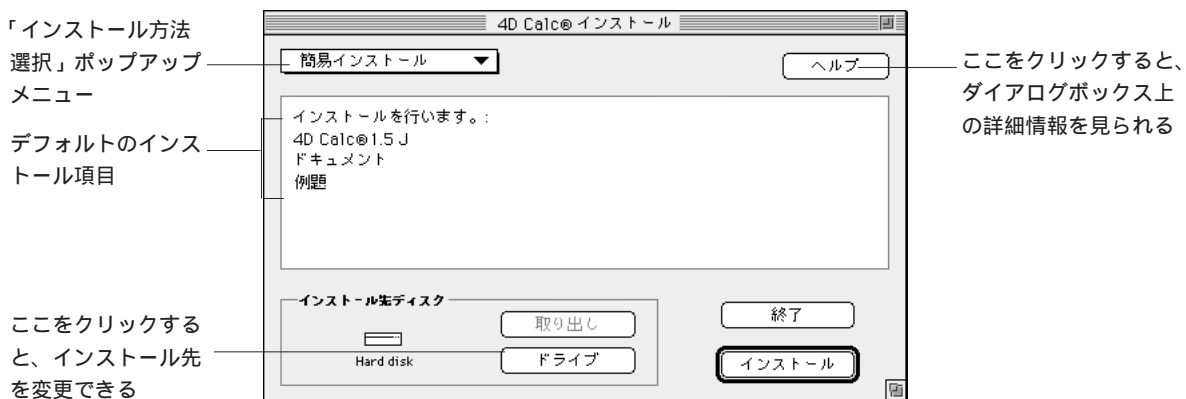 「インストール方法
選択」ポップアップ
メニュー
デフォルトのインス
トール項目
ここをクリックする
と、インストール先
を変更できる
4D Calc® インストール
簡易インストール
ヘルプ
インストールを行います。:
4D Calc®1.5 J
ドキュメント
例題
インストール先ディスク
取り出し
Hard disk
ドライブ
終了
インストール
ここをクリックすると、
ダイアログボックス上
の詳細情報を見られる